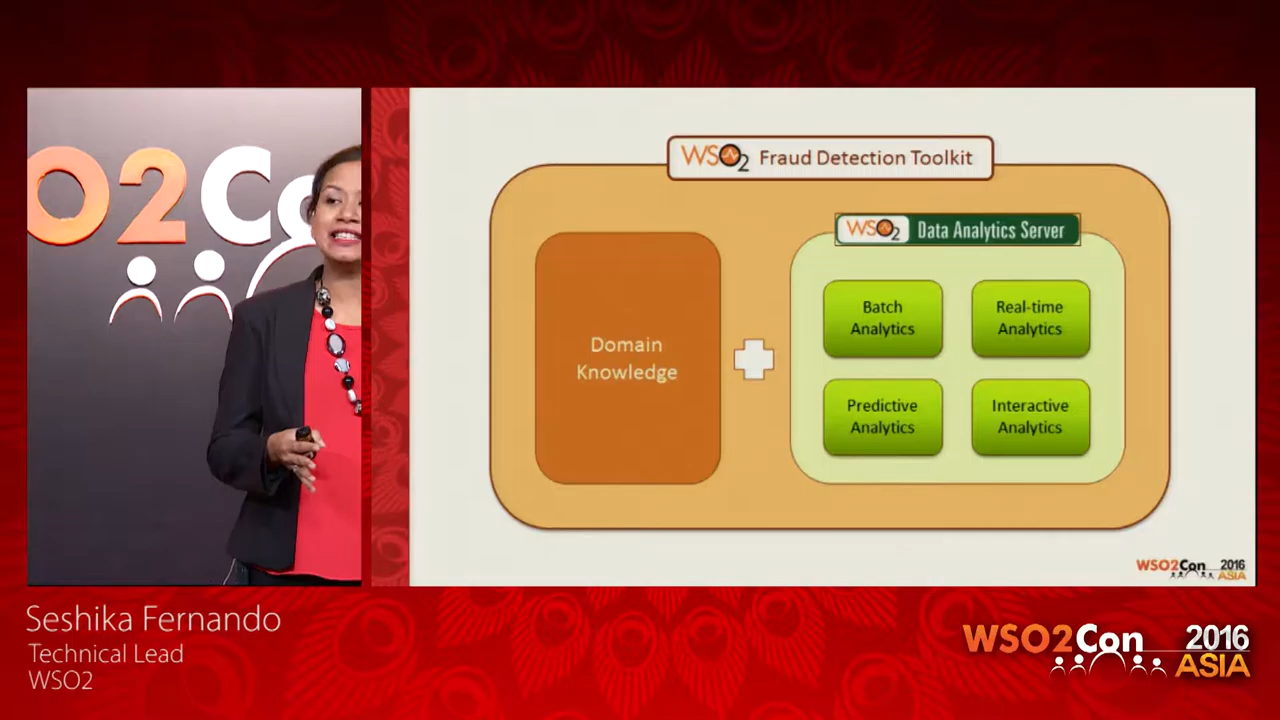 O2Co
WSO2 Fraud Detection Toolkit
WSO2 Data Analytics Server
Domain
Knowledge
Batch
Analytics
Real-time
Analytics
Predictive
Analytics
Interactive
Analytics
WSO2Con 2016
ASIA
Seshika Fernando
Technical Lead
WSO2
WSO2Con 2016
ASIA